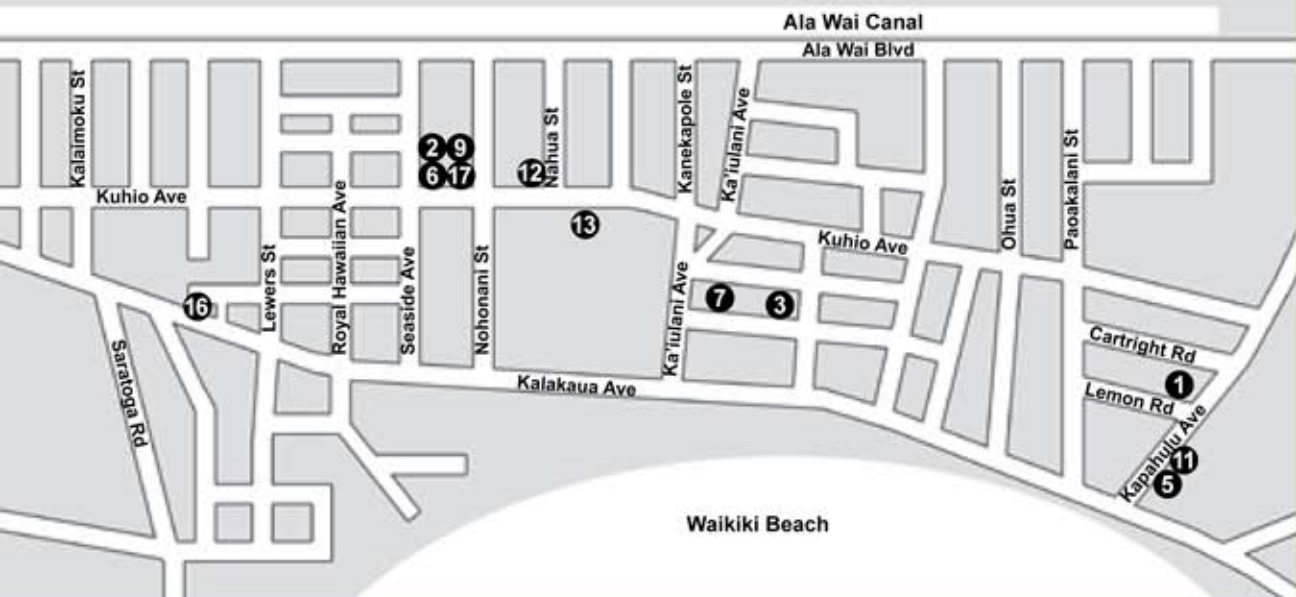 Ala Wai Canal
Ala Wai Blvd
Kalaimoku St
Nahua St
Kanekapole St
Ka'iulani Ave
Paoakalani St
Ohua St
2
9
6
17
12
Kuhio Ave
13
Kuhio Ave
Lewers St
Royal Hawaiian Ave
Seaside Ave
Nohonani St
Ka'iulani Ave
16
7
3
Saratoga Rd
Kalakaua Ave
Cartright Rd
1
Lemon Rd
Kapahulu Ave
11
5
Waikiki Beach